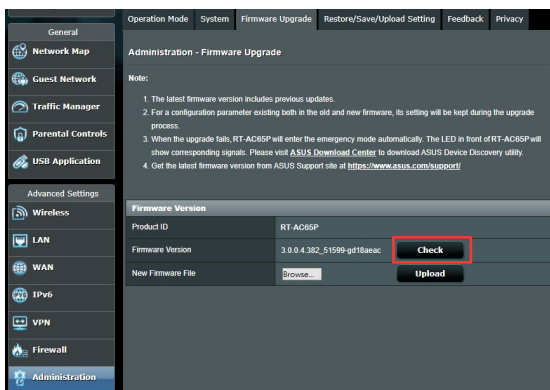 Operation Mode System Firmware Upgrade Restore/Save/Upload Setting Feedback Privacy
General
Network Map
Guest Network
Traffic Manager
Parental Controls
USB Application
Advanced Settings
Wireless
LAN
WAN
IPv6
VPN
Firewall
Administration
Administration - Firmware Upgrade
Note:
1. The latest firmware version includes previous updates.
2. For a configuration parameter existing both in the old and new firmware, its setting will be kept during the upgrade
process.
3. When the upgrade fails, RT-AC65P will enter the emergency mode automatically. The LED in front of RT-AC65P will
show corresponding signals. Please visit ASUS Download Center to download ASUS Device Discovery utility.
4. Get the latest firmware version from ASUS Support site at https://www.asus.com/support/
Firmware Version
Product ID RT-AC65P
Firmware Version 3.0.0.4.382_51599-gd18aeac Check
New Firmware File Browse... Upload